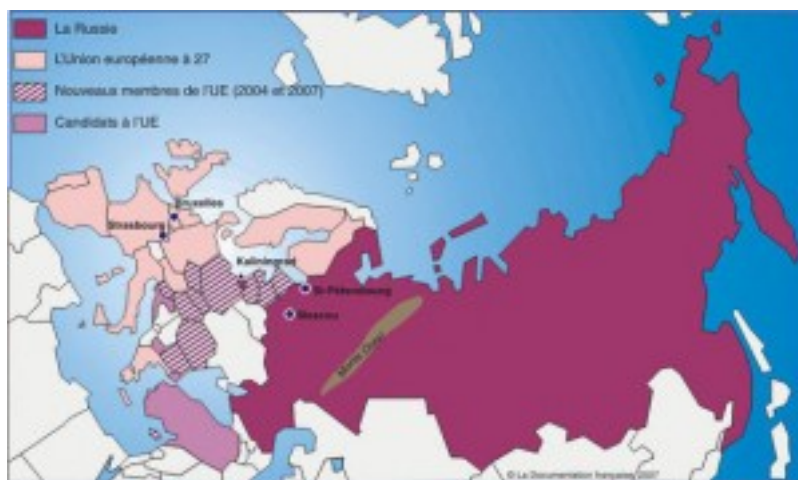 La Russie
L'Union européenne à 27
Nouveaux membres de l'UE (2004 et 2007)
Candidats à l'UE
Bruxelles
Strasbourg
Kaliningrad
St-Pétersbourg
Moscou
Monts Oural
© La Documentation française 2007